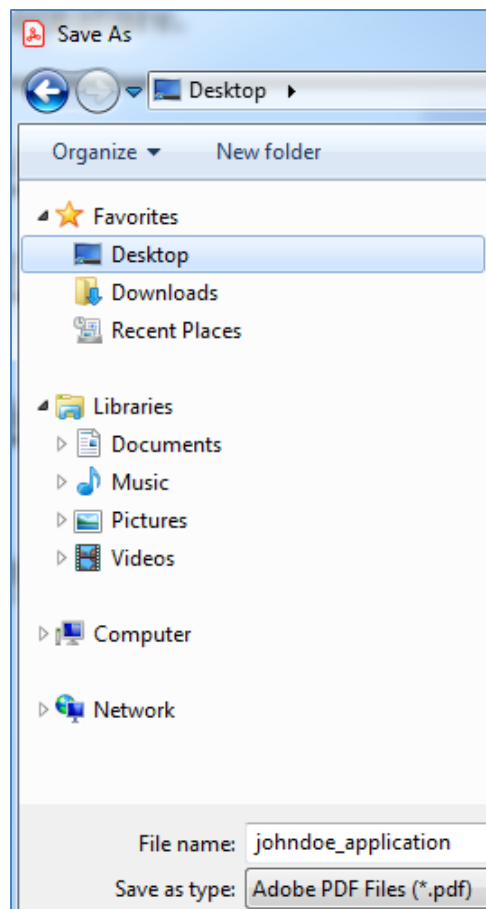 Save As
Desktop
Organize New folder
Favorites
Desktop
Downloads
Recent Places
Libraries
Documents
Music
Pictures
Videos
Computer
Network
File name: johndoe_application
Save as type: Adobe PDF Files (*.pdf)